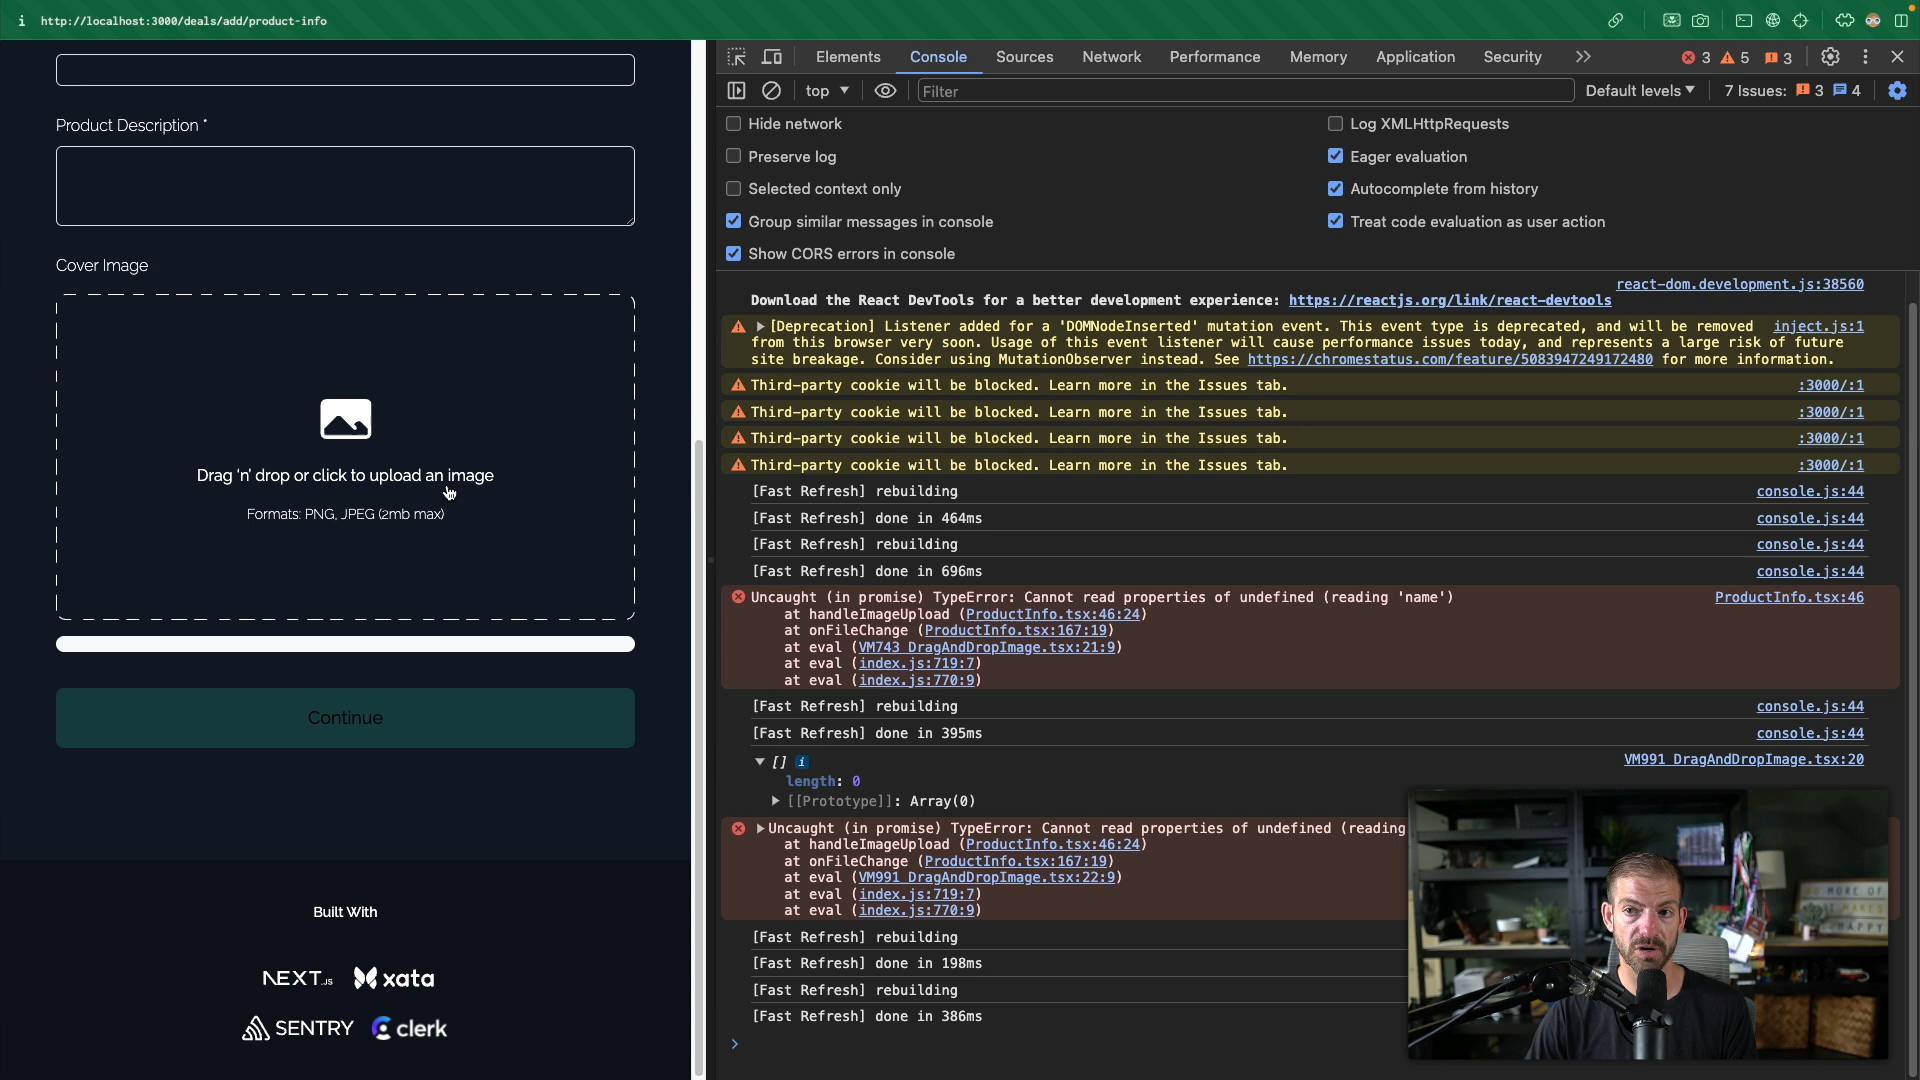 i http://localhost:3000/deals/add/product-info
Product Description *
Cover Image
Drag 'n' drop or click to upload an image
Formats: PNG, JPEG (2mb max)
Continue
Built With
NEXT.JS xata
SENTRY clerk
Elements Console Sources Network Performance Memory Application Security 3 5 3
top Filter Default levels 7 Issues: 3 4
Hide network Log XMLHttpRequests
Preserve log Eager evaluation
Selected context only Autocomplete from history
Group similar messages in console Treat code evaluation as user action
Show CORS errors in console
react-dom.development.js:38560
Download the React DevTools for a better development experience: https://reactjs.org/link/react-devtools
[Deprecation] Listener added for a 'DOMNodeInserted' mutation event. This event type is deprecated, and will be removed inject.js:1
from this browser very soon. Usage of this event listener will cause performance issues today, and represents a large risk of future
site breakage. Consider using MutationObserver instead. See https://chromestatus.com/feature/5083947249172480 for more information.
Third-party cookie will be blocked. Learn more in the Issues tab. :3000/:1
Third-party cookie will be blocked. Learn more in the Issues tab. :3000/:1
Third-party cookie will be blocked. Learn more in the Issues tab. :3000/:1
Third-party cookie will be blocked. Learn more in the Issues tab. :3000/:1
[Fast Refresh] rebuilding console.js:44
[Fast Refresh] done in 464ms console.js:44
[Fast Refresh] rebuilding console.js:44
[Fast Refresh] done in 696ms console.js:44
Uncaught (in promise) TypeError: Cannot read properties of undefined (reading 'name') ProductInfo.tsx:46
at handleImageUpload (ProductInfo.tsx:46:24)
at onFileChange (ProductInfo.tsx:167:19)
at eval (VM743 DragAndDropImage.tsx:21:9)
at eval (index.js:719:7)
at eval (index.js:770:9)
[Fast Refresh] rebuilding console.js:44
[Fast Refresh] done in 395ms console.js:44
[] i VM991 DragAndDropImage.tsx:20
length: 0
[[Prototype]]: Array(0)
Uncaught (in promise) TypeError: Cannot read properties of undefined (reading
at handleImageUpload (ProductInfo.tsx:46:24)
at onFileChange (ProductInfo.tsx:167:19)
at eval (VM991 DragAndDropImage.tsx:22:9)
at eval (index.js:719:7)
at eval (index.js:770:9)
[Fast Refresh] rebuilding
[Fast Refresh] done in 198ms
[Fast Refresh] rebuilding
[Fast Refresh] done in 386ms
DO MORE OF
MAKES
HAPPY